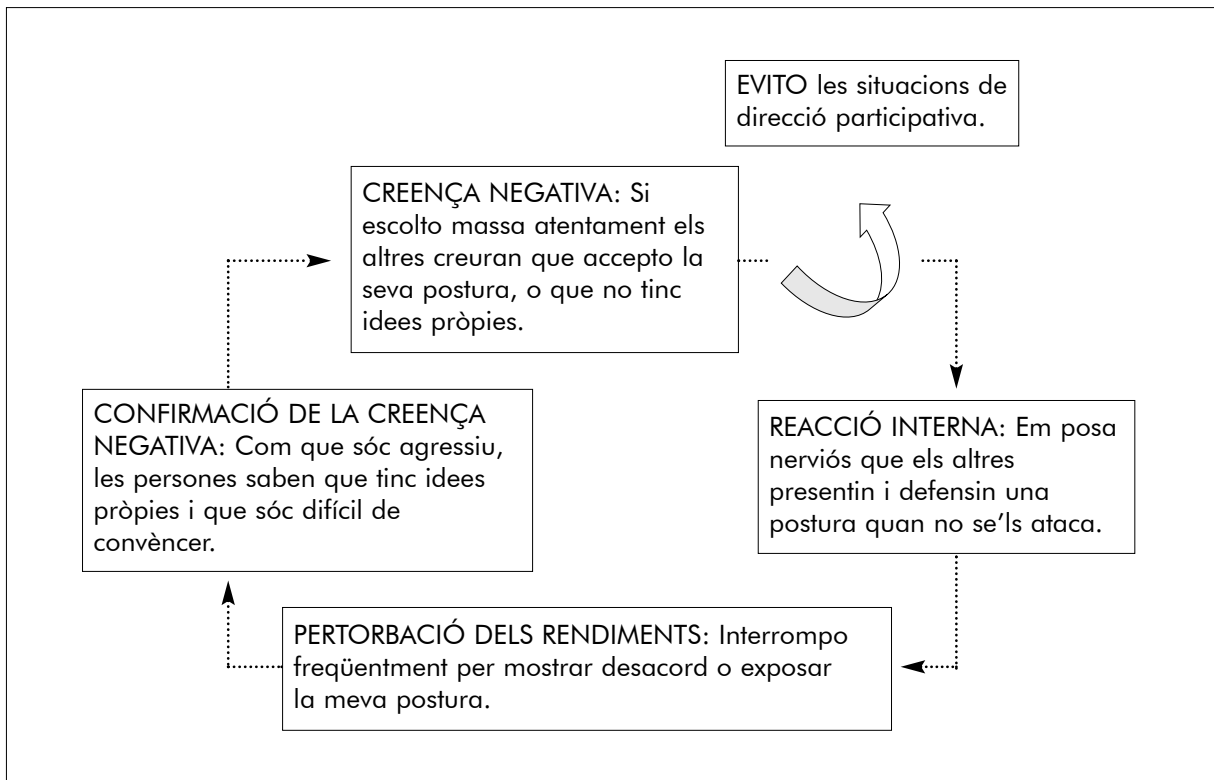 EVITO les situacions de
direcció participativa.
CREENÇA NEGATIVA: Si
escolto massa atentament els
altres creuran que accepto la
seva postura, o que no tinc
idees pròpies.
CONFIRMACIÓ DE LA CREENÇA
NEGATIVA: Com que sóc agressiu,
les persones saben que tinc idees
pròpies i que sóc difícil de
convèncer.
REACCIÓ INTERNA: Em posa
nerviós que els altres
presentin i defensin una
postura quan no se’ls ataca.
PERTORBACIÓ DELS RENDIMENTS: Interrompo
freqüentment per mostrar desacord o exposar
la meva postura.